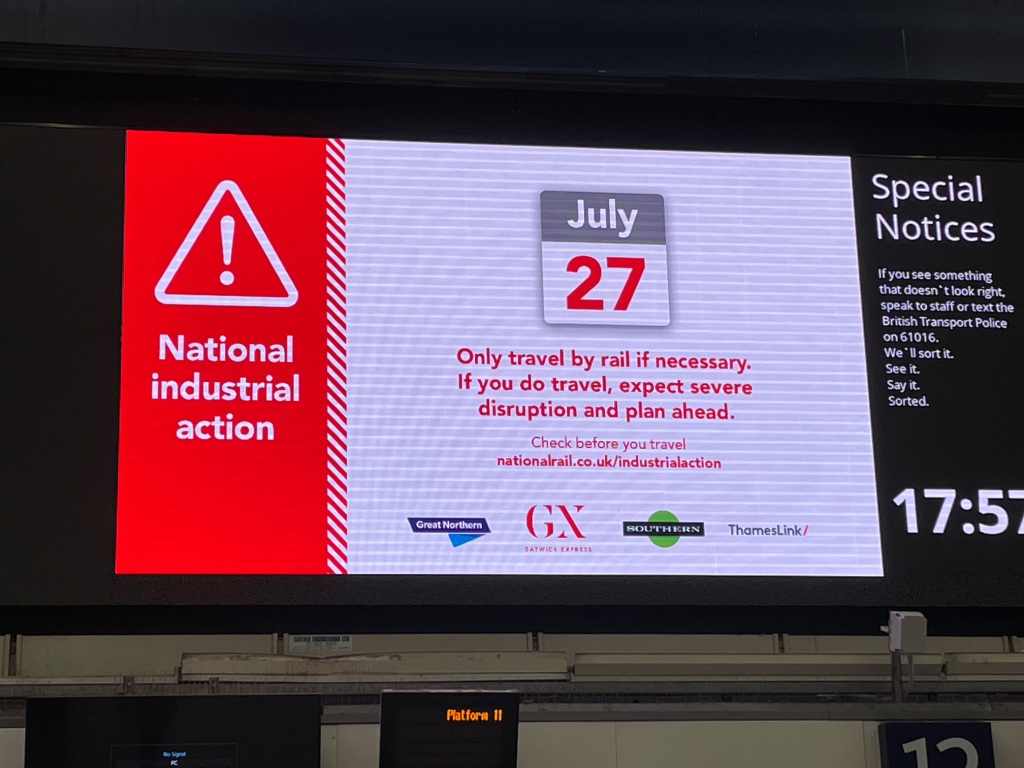 National
industrial
action
July
27
Only travel by rail if necessary.
If you do travel, expect severe
disruption and plan ahead.
Check before you travel
nationalrail.co.uk/industrialaction
Great Northern
GX
GATWICK EXPRESS
SOUTHERN
ThamesLink/
Special
Notices
If you see something
that doesn`t look right,
speak to staff or text the
British Transport Police
on 61016.
We`ll sort it.
See it.
Say it.
Sorted.
17:57
Platform 11
No Signal
PC
12